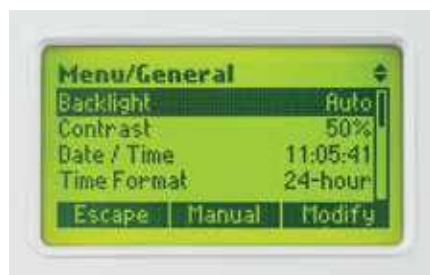 Menu/General
Backlight Auto
Contrast 50%
Date / Time 11:05:41
Time Format 24-hour
Escape Manual Modify